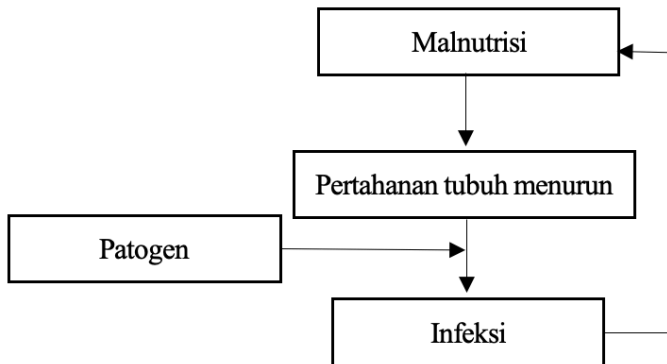 Malnutrisi
Pertahanan tubuh menurun
Patogen
Infeksi